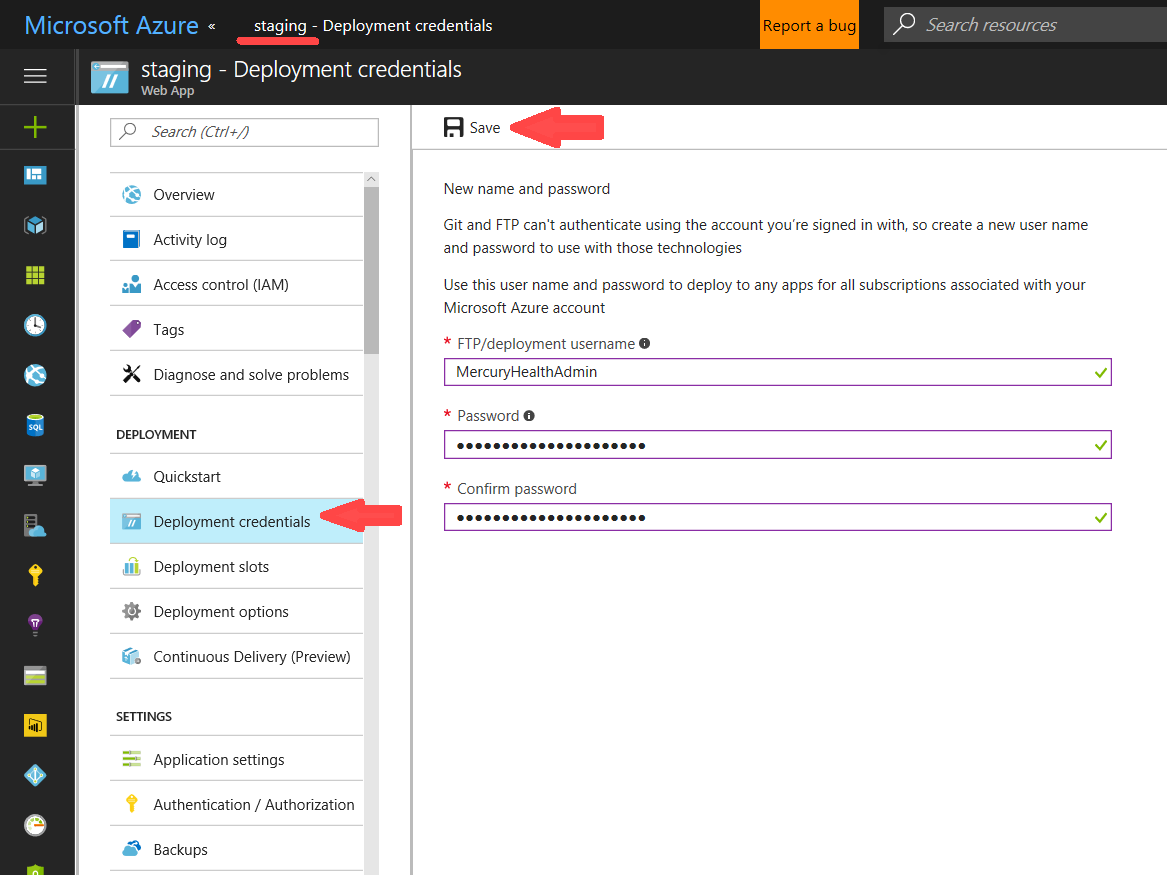 Microsoft Azure « staging - Deployment credentials Report a bug Search resources
staging - Deployment credentials
Web App
Search (Ctrl+/)
Overview
Activity log
Access control (IAM)
Tags
Diagnose and solve problems
DEPLOYMENT
Quickstart
Deployment credentials
Deployment slots
Deployment options
Continuous Delivery (Preview)
SETTINGS
Application settings
Authentication / Authorization
Backups
Save
New name and password
Git and FTP can't authenticate using the account you’re signed in with, so create a new user name
and password to use with those technologies
Use this user name and password to deploy to any apps for all subscriptions associated with your
Microsoft Azure account
* FTP/deployment username
MercuryHealthAdmin
* Password
●●●●●●●●●●●●●●●●●●●●●
* Confirm password
●●●●●●●●●●●●●●●●●●●●●
SQL